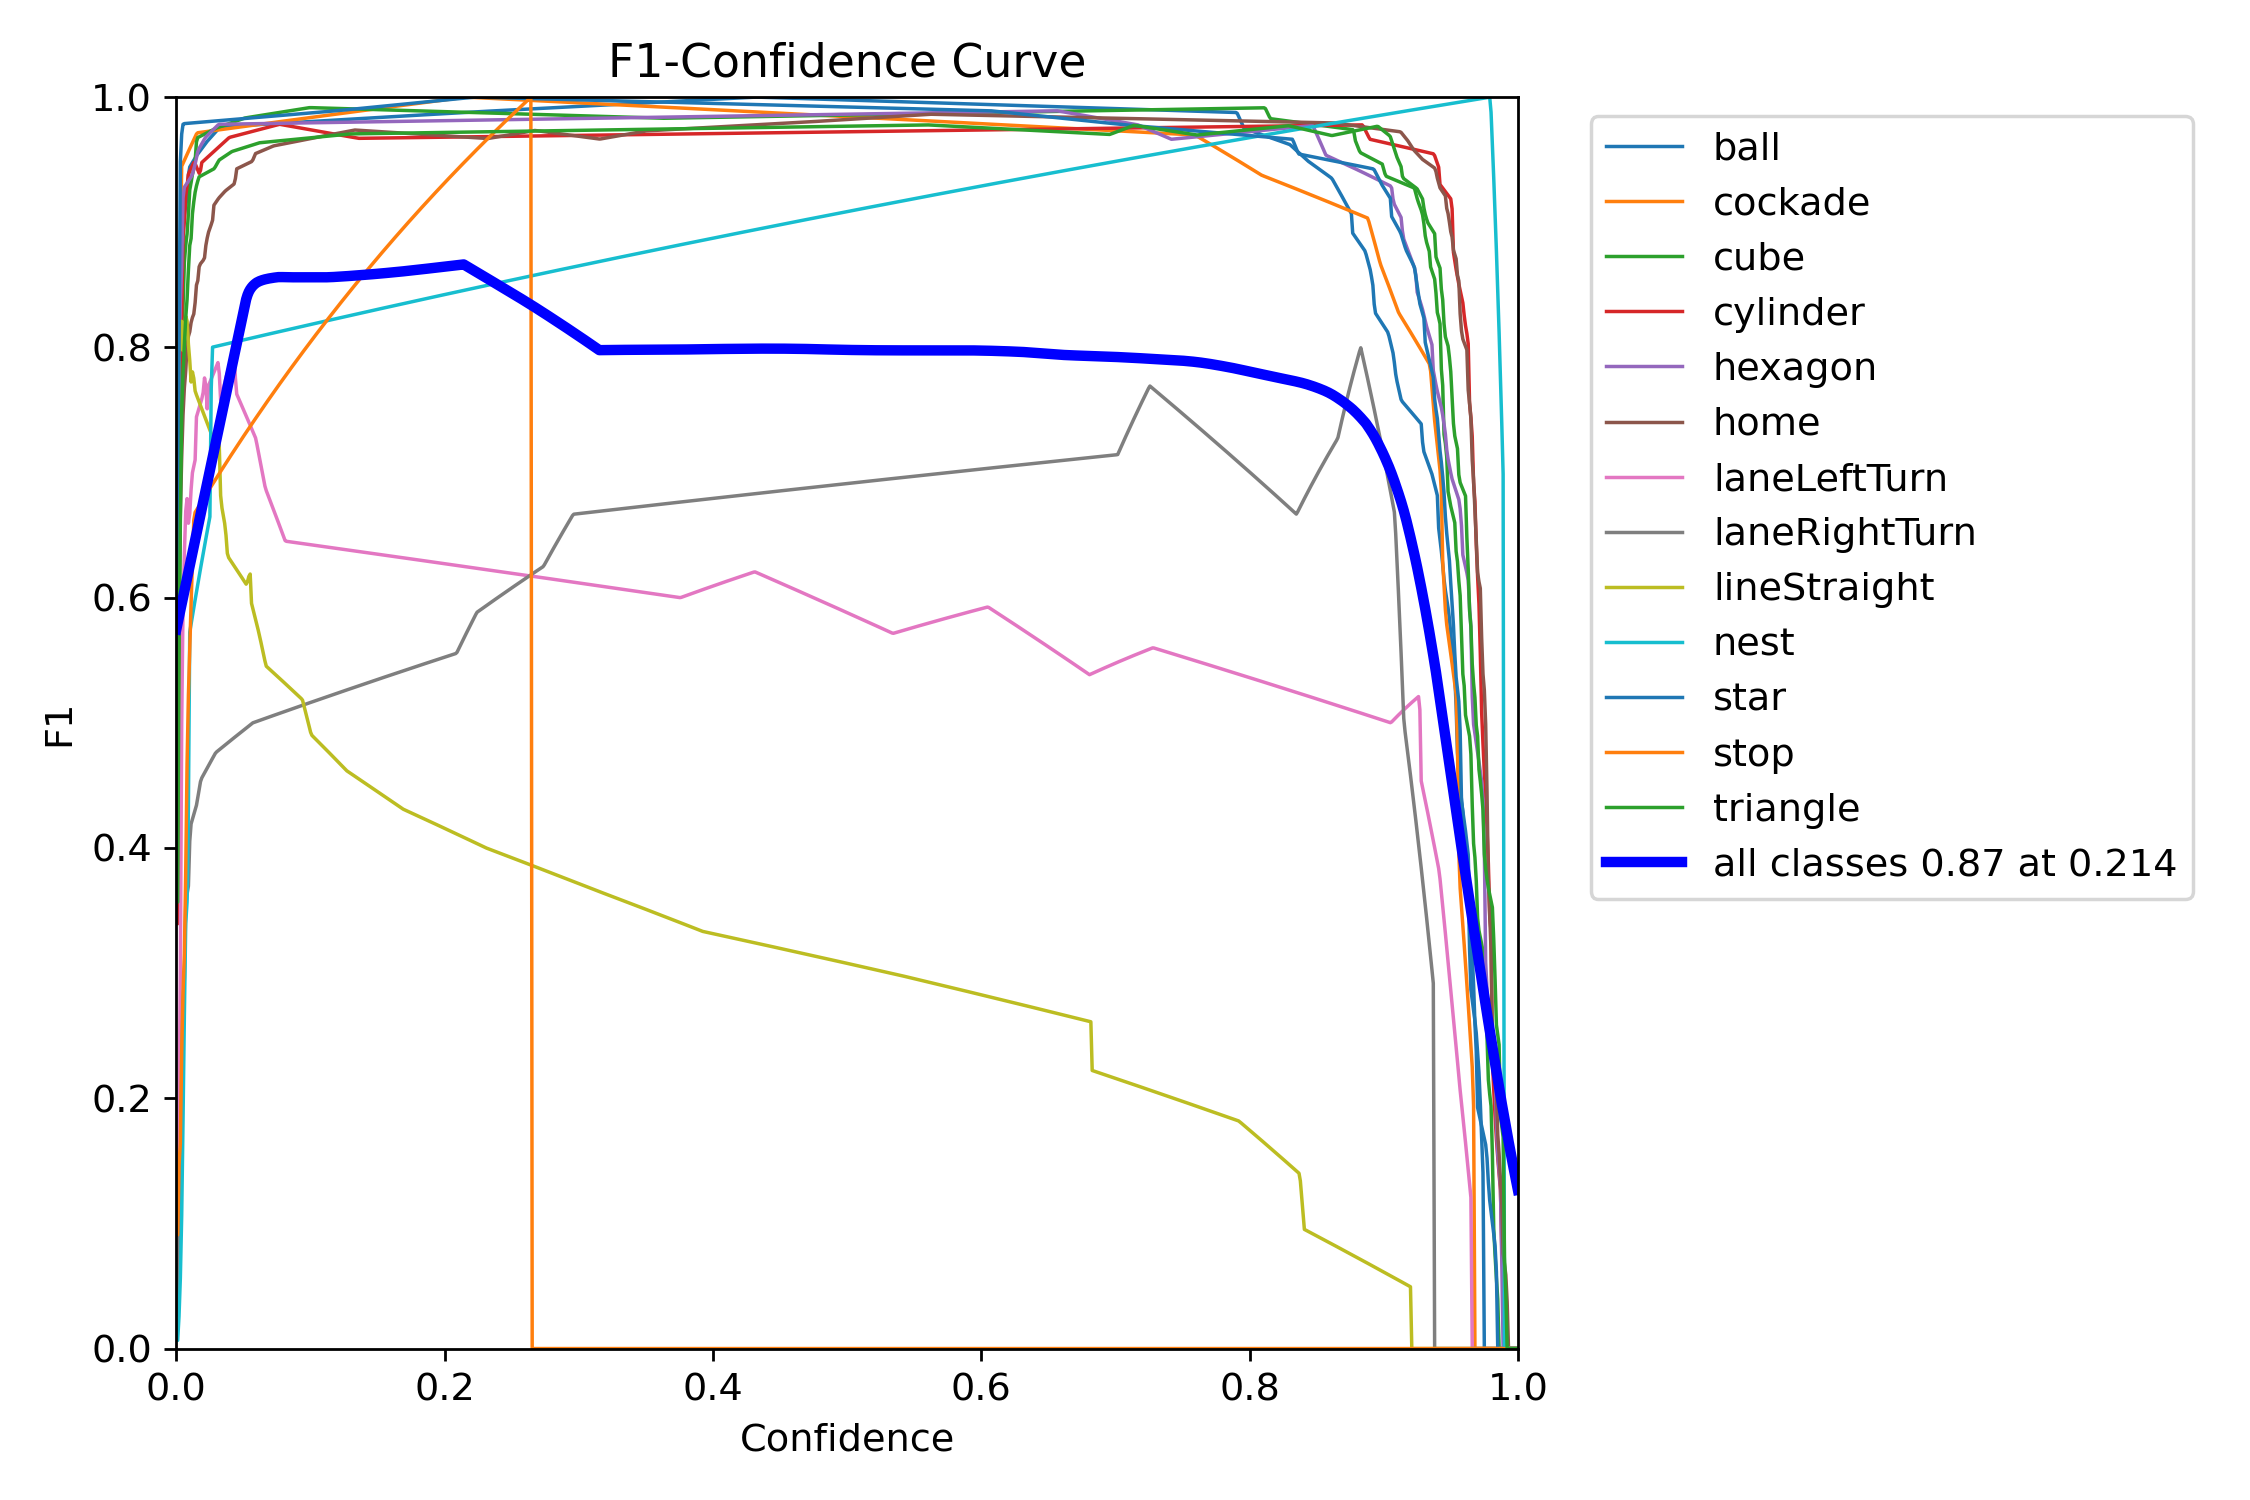 F1-Confidence Curve
1.0
0.8
0.6
0.4
0.2
0.0
F1
0.0 0.2 0.4 0.6 0.8 1.0
Confidence
ball
cockade
cube
cylinder
hexagon
home
laneLeftTurn
laneRightTurn
lineStraight
nest
star
stop
triangle
all classes 0.87 at 0.214